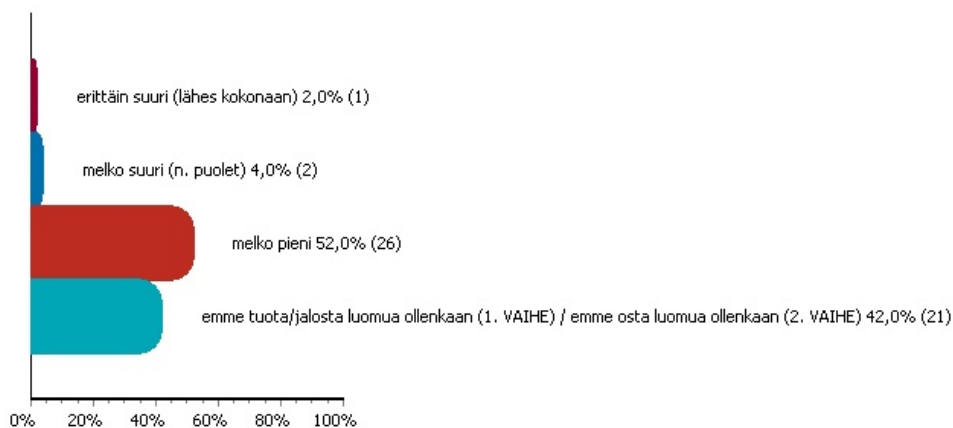 erittäin suuri (lähes kokonaan) 2,0% (1)
melko suuri (n. puolet) 4,0% (2)
melko pieni 52,0% (26)
emme tuota/jalosta luomua ollenkaan (1. VAIHE) / emme osta luomua ollenkaan (2. VAIHE) 42,0% (21)
0% 20% 40% 60% 80% 100%